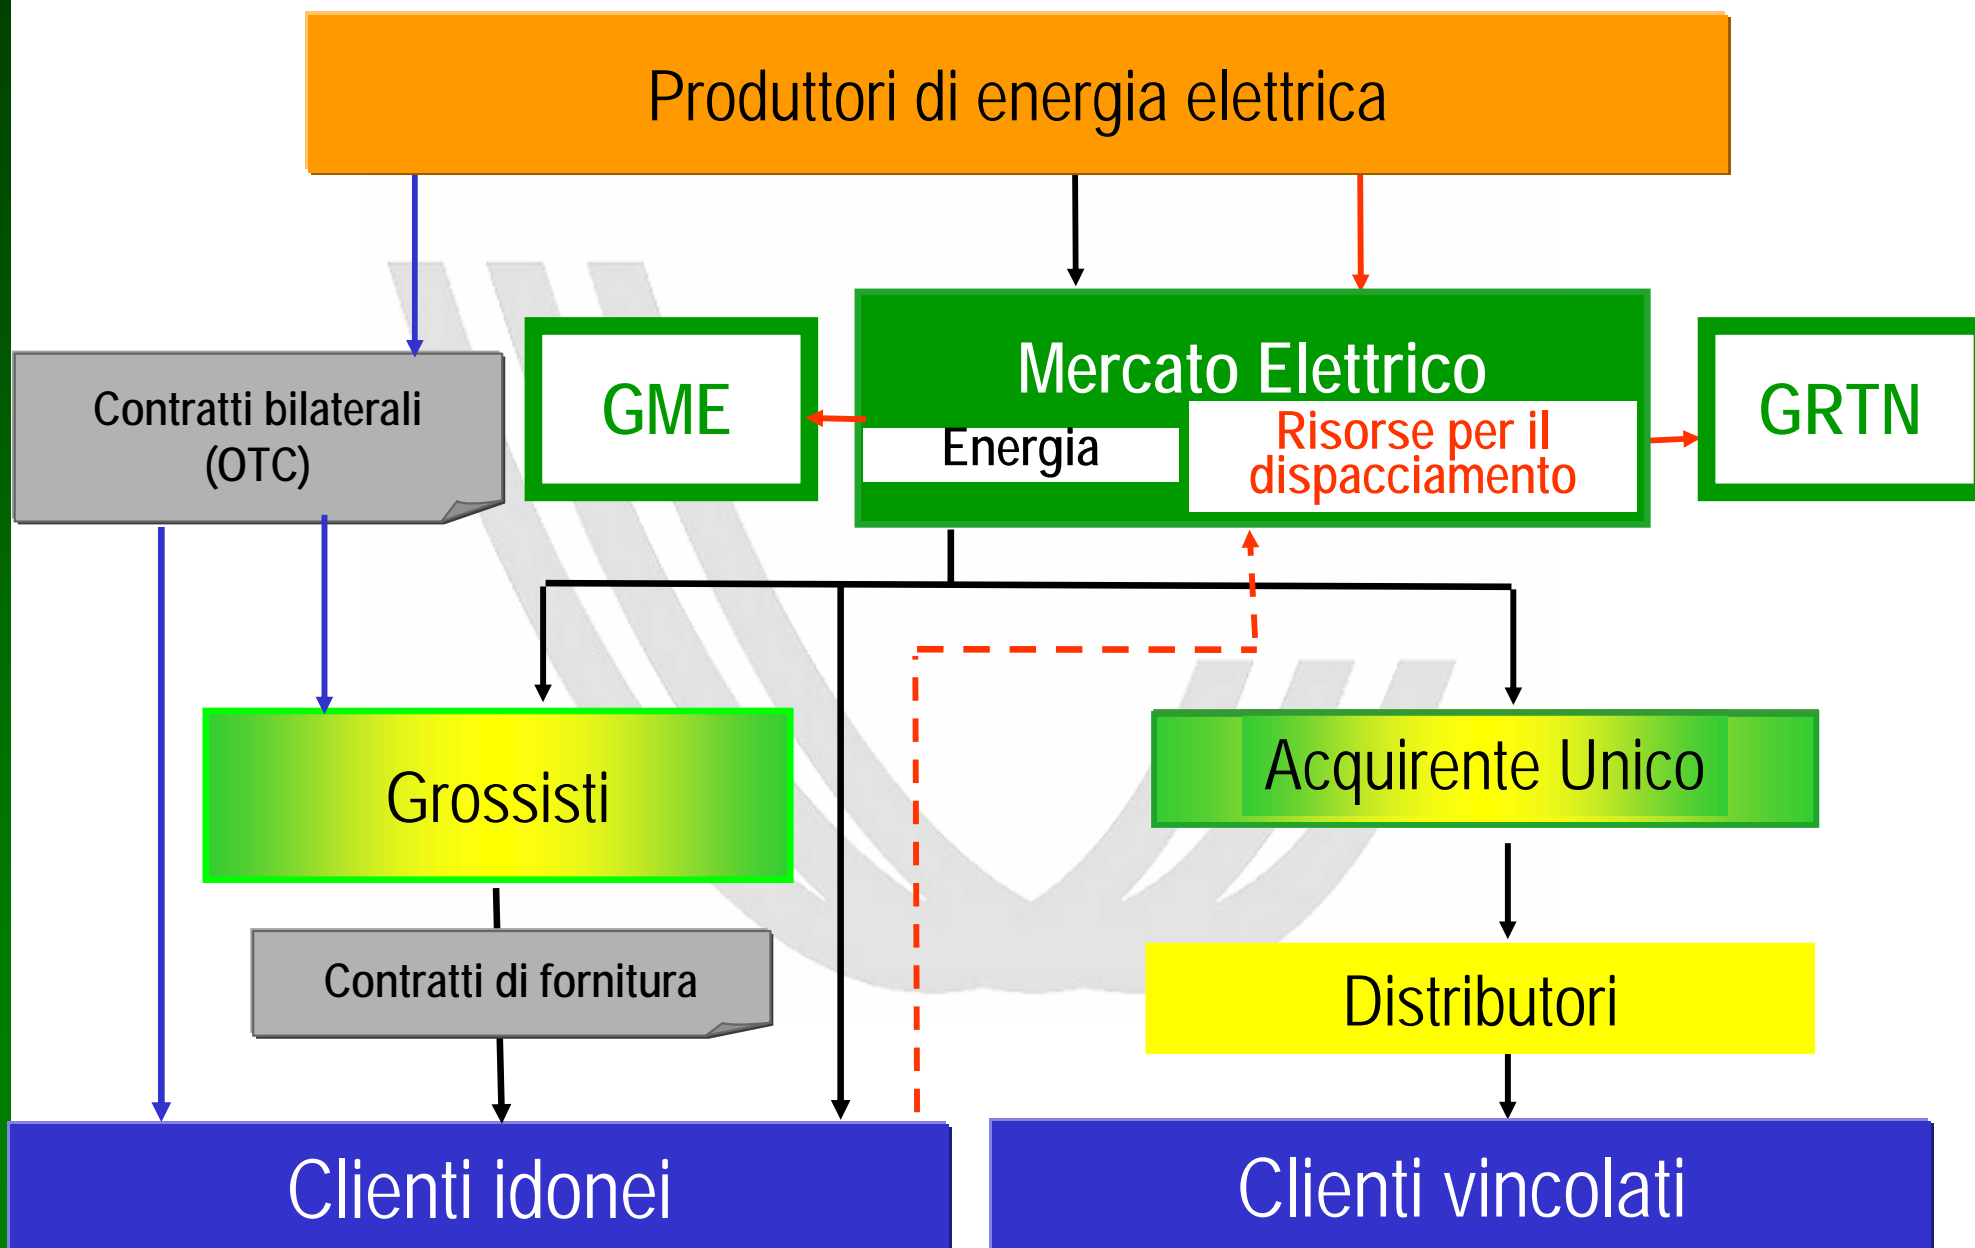 Produttori di energia elettrica
Contratti bilaterali
(OTC)
GME
Mercato Elettrico
Energia
Risorse per il
dispacciamento
GRTN
Grossisti
Acquirente Unico
Contratti di fornitura
Distributori
Clienti idonei
Clienti vincolati